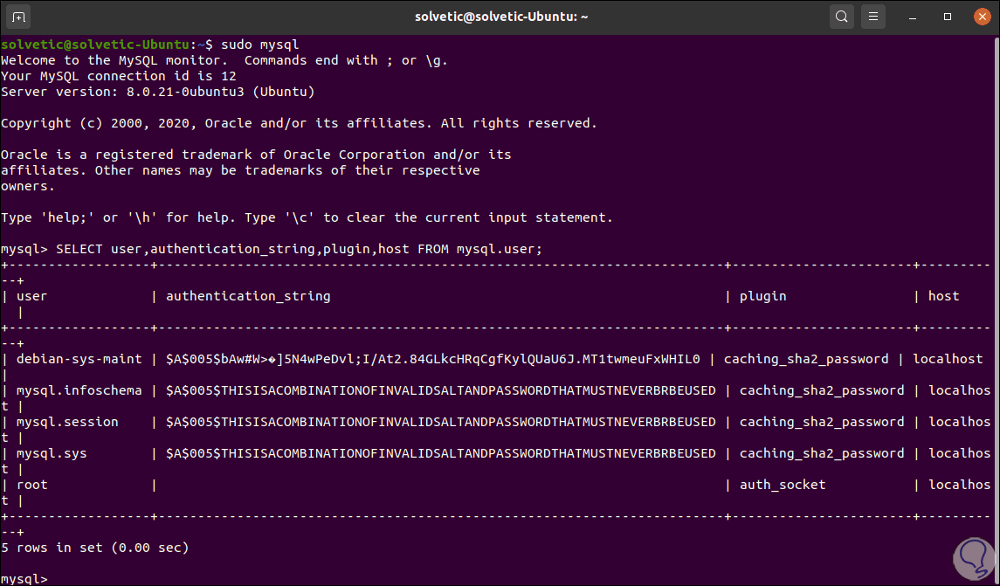 solvetic@solvetic-Ubuntu: ~
solvetic@solvetic-Ubuntu:~$ sudo mysql
Welcome to the MySQL monitor.  Commands end with ; or \g.
Your MySQL connection id is 12
Server version: 8.0.21-0ubuntu3 (Ubuntu)
Copyright (c) 2000, 2020, Oracle and/or its affiliates. All rights reserved.
Oracle is a registered trademark of Oracle Corporation and/or its
affiliates. Other names may be trademarks of their respective
owners.
Type 'help;' or '\h' for help. Type '\c' to clear the current input statement.
mysql> SELECT user,authentication_string,plugin,host FROM mysql.user;
+------------------+------------------------------------------------------------------------+-----------------------+---------
--+
| user             | authentication_string                                                  | plugin                | host
  |
+------------------+------------------------------------------------------------------------+-----------------------+---------
--+
| debian-sys-maint | $A$005$bAw#W>�]5N4wPeDvl;I/At2.84GLkcHRqCgfKylQUaU6J.MT1twmeuFxWHIL0 | caching_sha2_password | localhost
|
| mysql.infoschema | $A$005$THISISACOMBINATIONOFINVALIDSALTANDPASSWORDTHATMUSTNEVERBRBEUSED | caching_sha2_password | localhos
t |
| mysql.session    | $A$005$THISISACOMBINATIONOFINVALIDSALTANDPASSWORDTHATMUSTNEVERBRBEUSED | caching_sha2_password | localhos
t |
| mysql.sys        | $A$005$THISISACOMBINATIONOFINVALIDSALTANDPASSWORDTHATMUSTNEVERBRBEUSED | caching_sha2_password | localhos
t |
| root             |                                                                        | auth_socket           | localhos
t |
+------------------+------------------------------------------------------------------------+-----------------------+---------
--+
5 rows in set (0.00 sec)
mysql>